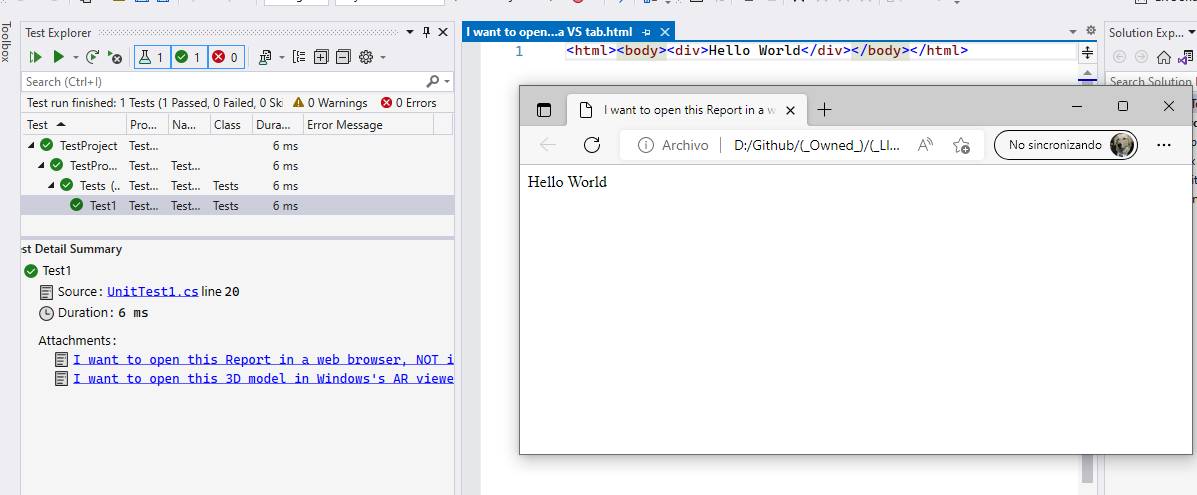 Toolbox
Test Explorer
1 1 0
Search (Ctrl+I)
Test run finished: 1 Tests (1 Passed, 0 Failed, 0 Ski
0 Warnings
0 Errors
Test Pro... Na... Class Dura... Error Message
TestProject Test... 6 ms
TestPro... Test... Test... 6 ms
Tests (.. Test... Test... Tests 6 ms
Test1 Test... Test... Tests 6 ms
st Detail Summary
Test1
Source: UnitTest1.cs line 20
Duration: 6 ms
Attachments:
I want to open this Report in a web browser, NOT i
I want to open this 3D model in Windows's AR viewe
I want to open...a VS tab.html
1 <html><body><div>Hello World</div></body></html>
I want to open this Report in a w
Archivo D:/Github/(_Owned_)/(_LI...
No sincronizando
Hello World
Solution Exp...
Search Solution